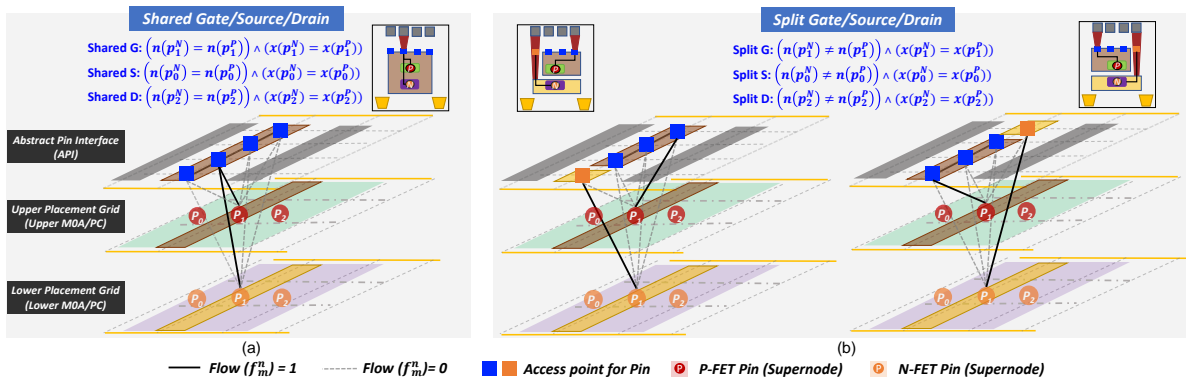 Shared Gate/Source/Drain
Shared G: (n(p₁ᴺ) = n(p₁ᴾ)) ∧ (x(p₁ᴺ) = x(p₁ᴾ))
Shared S: (n(p₀ᴺ) = n(p₀ᴾ)) ∧ (x(p₀ᴺ) = x(p₀ᴾ))
Shared D: (n(p₂ᴺ) = n(p₂ᴾ)) ∧ (x(p₂ᴺ) = x(p₂ᴾ))
P
N
Split Gate/Source/Drain
Split G: (n(p₁ᴺ) ≠ n(p₁ᴾ)) ∧ (x(p₁ᴺ) = x(p₁ᴾ))
Split S: (n(p₀ᴺ) ≠ n(p₀ᴾ)) ∧ (x(p₀ᴺ) = x(p₀ᴾ))
Split D: (n(p₂ᴺ) ≠ n(p₂ᴾ)) ∧ (x(p₂ᴺ) = x(p₂ᴾ))
P
N
P
N
Abstract Pin Interface
(API)
Upper Placement Grid
(Upper M0A/PC)
Lower Placement Grid
(Lower M0A/PC)
P₀ P₁ P₂
P₀ P₁ P₂
P₀ P₁ P₂
P₀ P₁ P₂
P₀ P₁ P₂
P₀ P₁ P₂
(a)
(b)
Flow (fₘⁿ) = 1
Flow (fₘⁿ)= 0
Access point for Pin
P P-FET Pin (Supernode)
P N-FET Pin (Supernode)